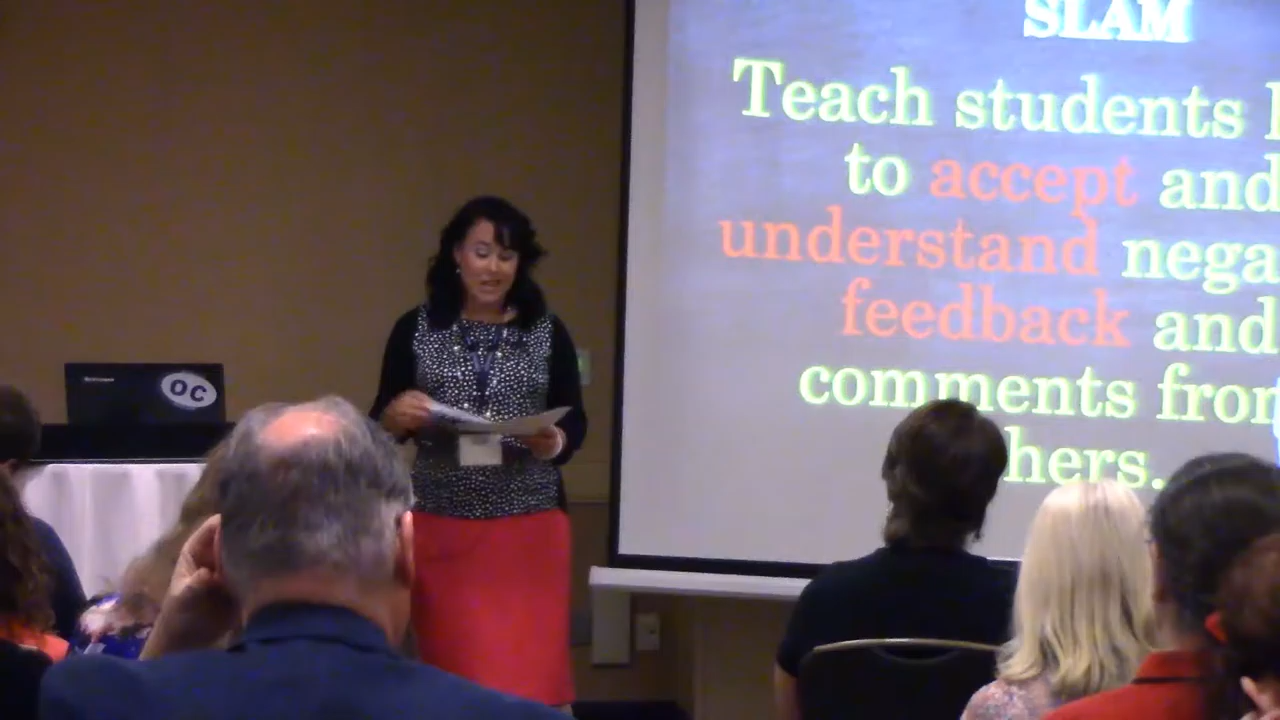 SLAM
Teach students
to accept and
understand nega
feedback and
comments from
hers.
OC